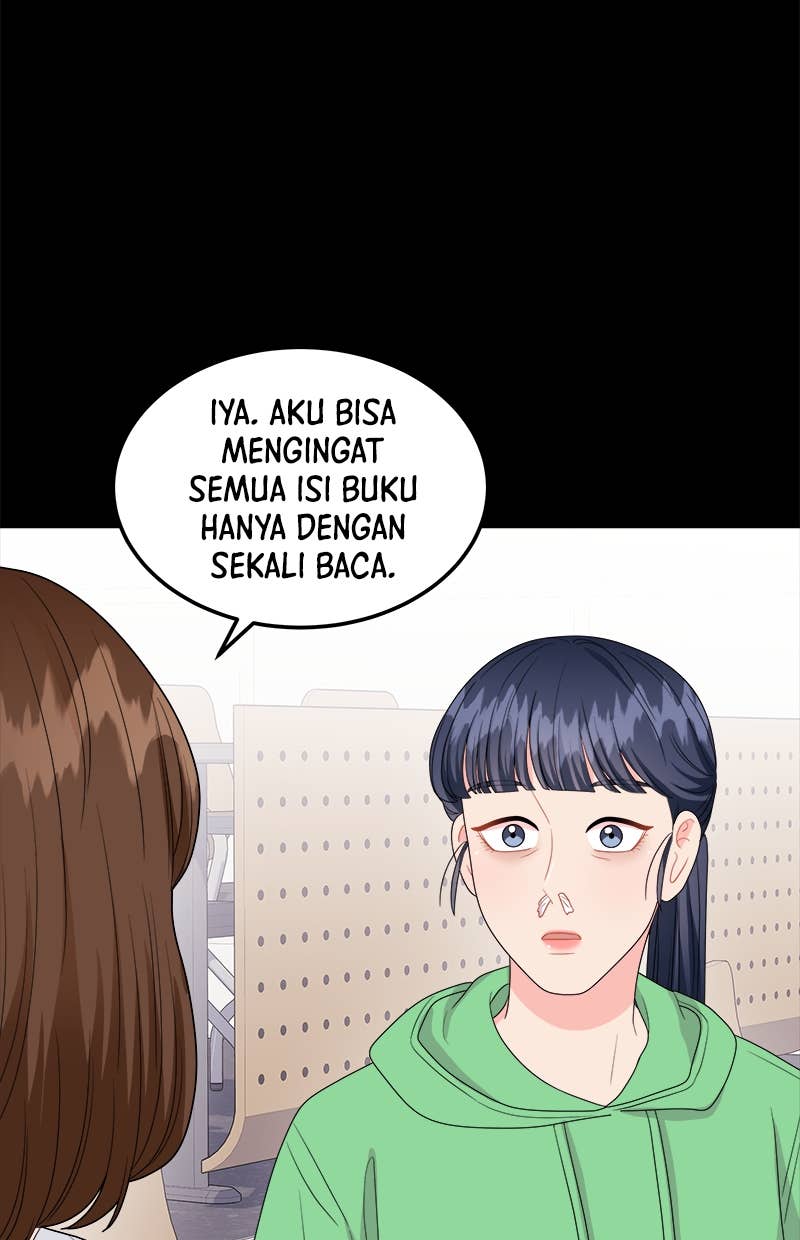 IYA. AKU BISA
MENGINGAT
SEMUA ISI BUKU
HANYA DENGAN
SEKALI BACA.